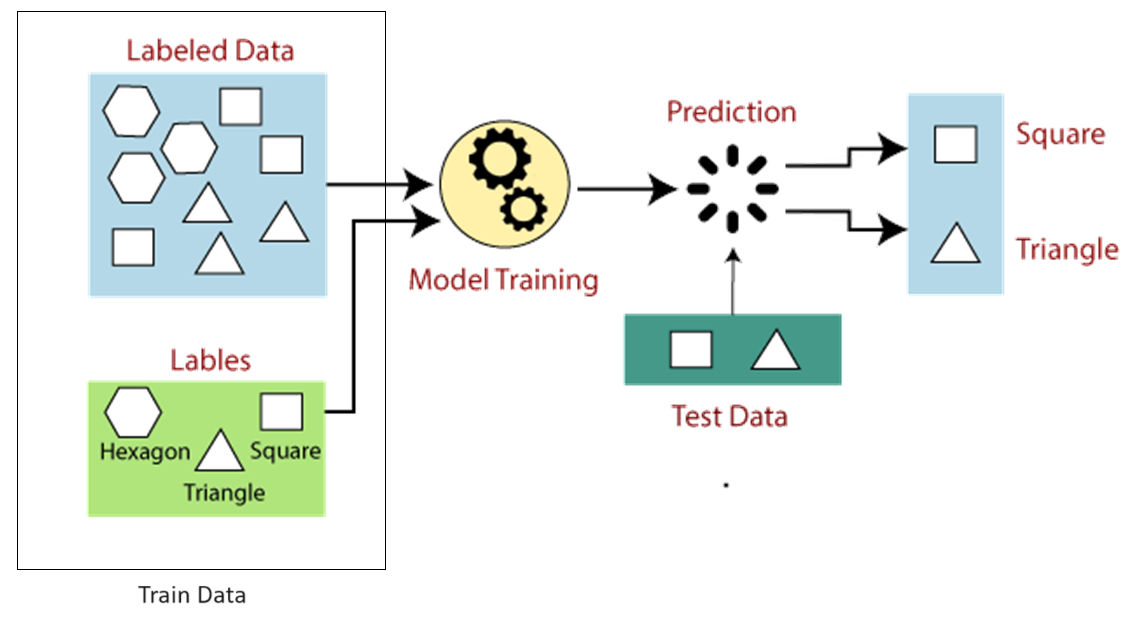 Labeled Data
Lables
Hexagon
Square
Triangle
Train Data
Model Training
Prediction
Test Data
Square
Triangle